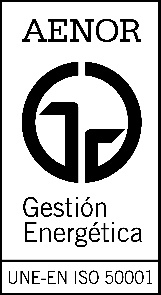 AENOR
Gestión
Energética
UNE-EN ISO 50001